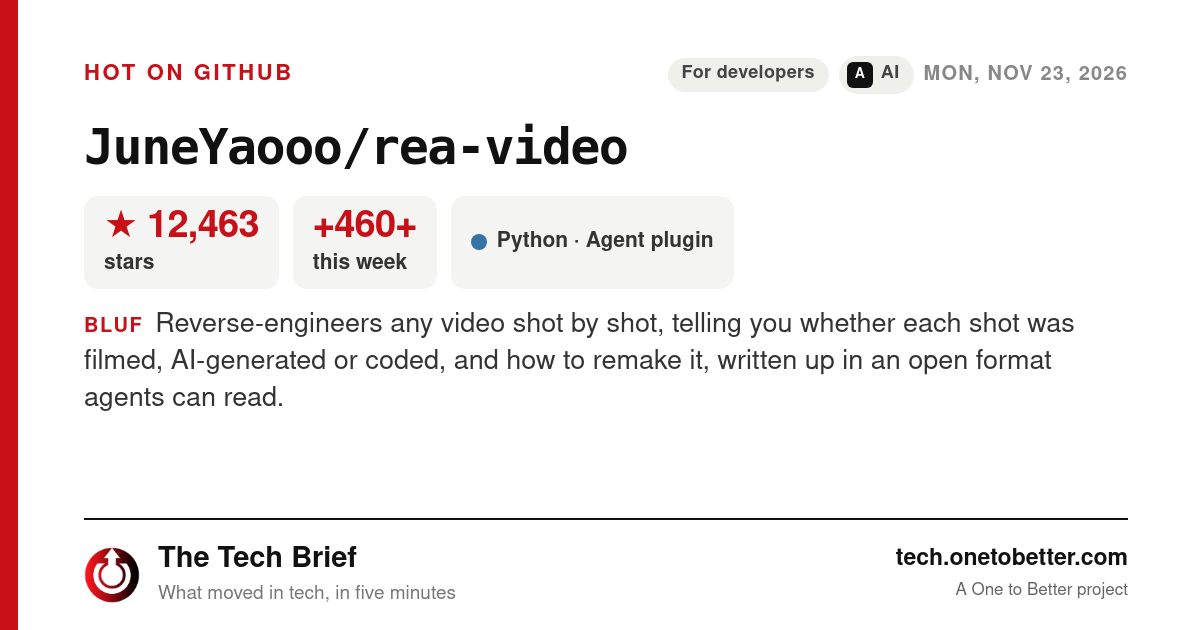 HOT ON GITHUB
For developers
A AI
MON, NOV 23, 2026
JuneYaooo/rea-video
★ 12,463
stars
+460+
this week
Python · Agent plugin
BLUF Reverse-engineers any video shot by shot, telling you whether each shot was
filmed, AI-generated or coded, and how to remake it, written up in an open format
agents can read.
The Tech Brief
What moved in tech, in five minutes
tech.onetobetter.com
A One to Better project